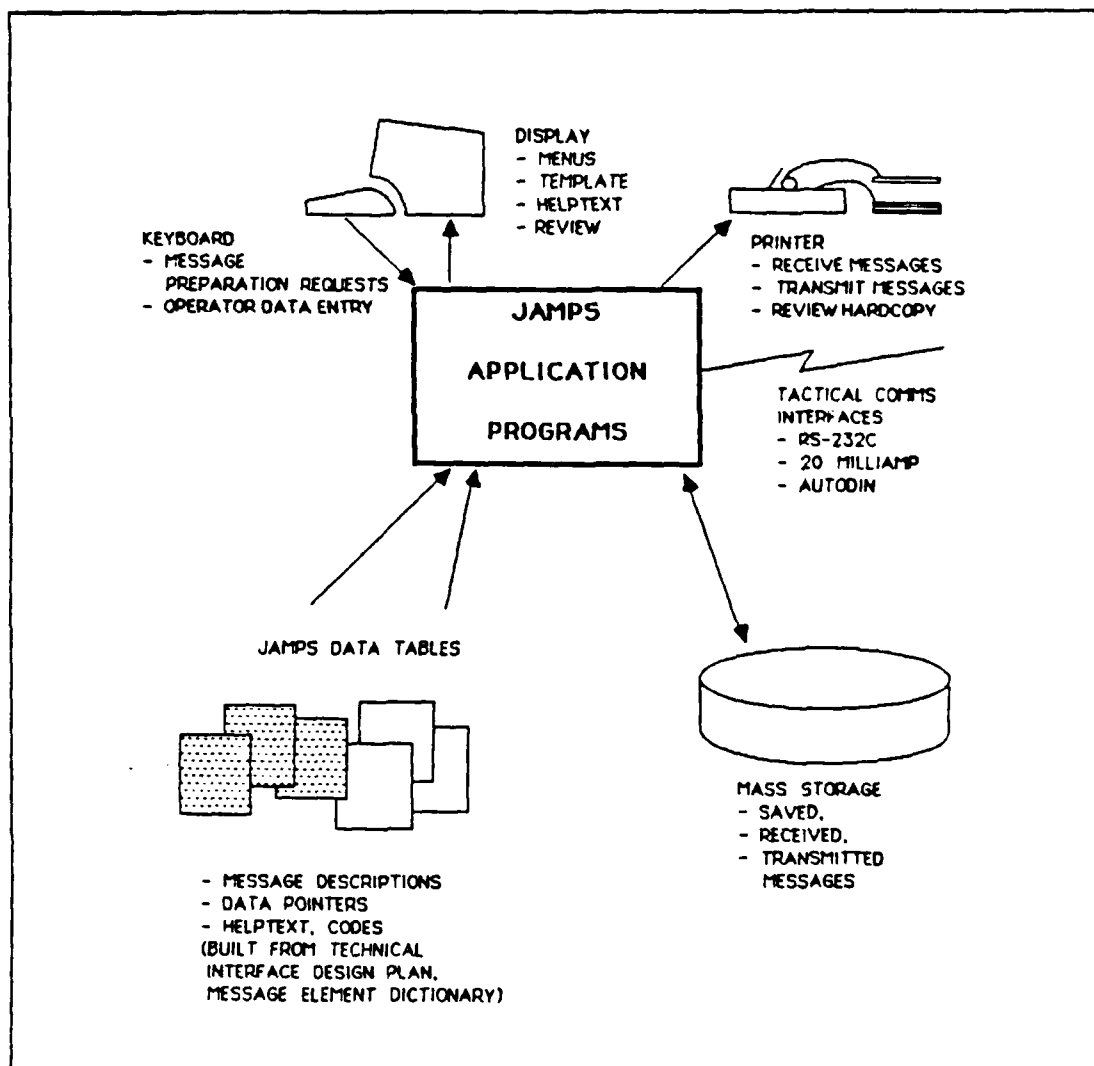 DISPLAY
- MENUS
- TEMPLATE
- HELPTEXT
- REVIEW
KEYBOARD
- MESSAGE
PREPARATION REQUESTS
- OPERATOR DATA ENTRY
PRINTER
- RECEIVE MESSAGES
- TRANSMIT MESSAGES
- REVIEW HARDCOPY
JAMPS
APPLICATION
PROGRAMS
TACTICAL COMMS
INTERFACES
- RS-232C
- 20 MILLIAMP
- AUTODIN
JAMPS DATA TABLES
- MESSAGE DESCRIPTIONS
- DATA POINTERS
- HELPTEXT, CODES
(BUILT FROM TECHNICAL
INTERFACE DESIGN PLAN,
MESSAGE ELEMENT DICTIONARY)
MASS STORAGE
- SAVED,
- RECEIVED,
- TRANSMITTED
MESSAGES